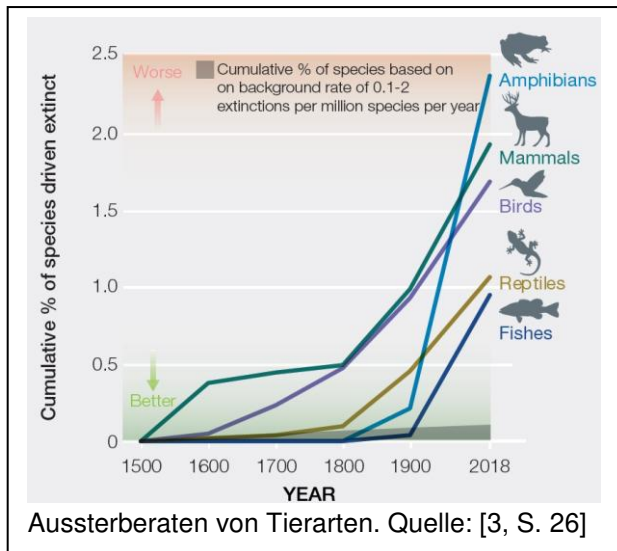 2.5
Worse
Cumulative % of species based on
on background rate of 0.1-2
extinctions per million species per year
Amphibians
2.0
Mammals
1.5
Birds
1.0
Reptiles
Fishes
0.5
Better
0
Cumulative % of species driven extinct
1500 1600 1700 1800 1900 2018
YEAR
Aussterberaten von Tierarten. Quelle: [3, S. 26]